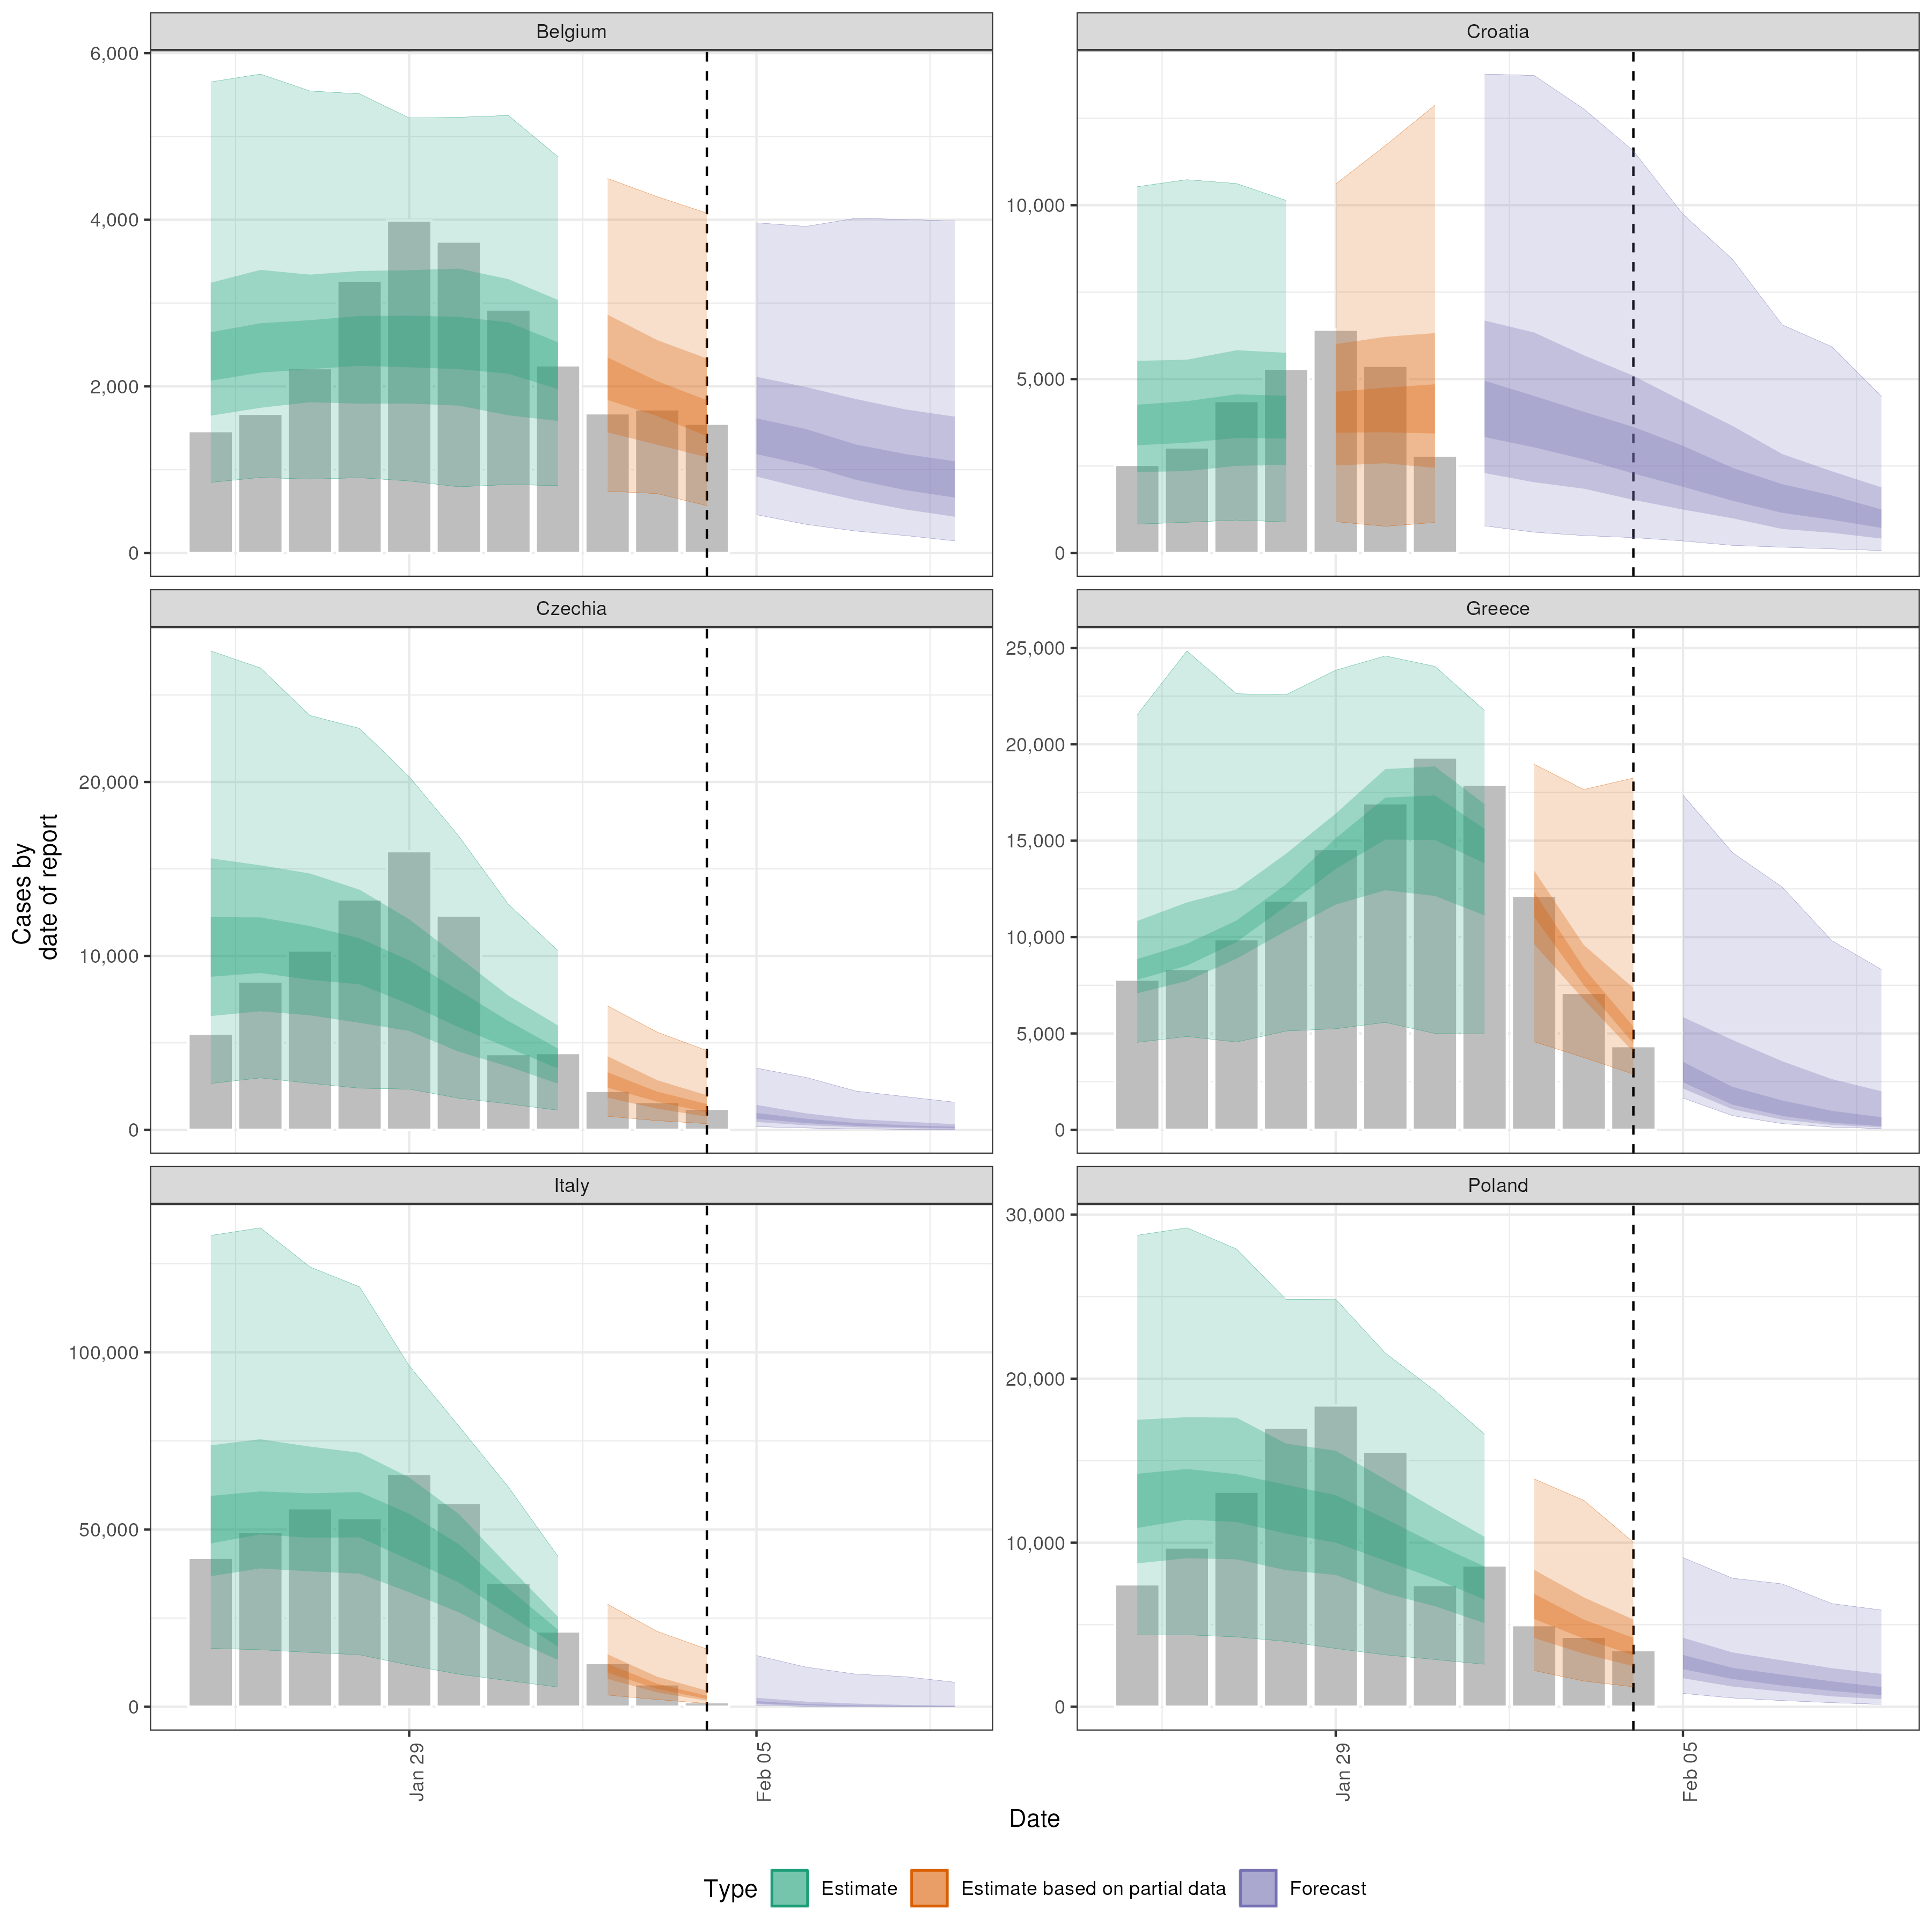 Belgium
Croatia
6,000
4,000
2,000
0
10,000
5,000
0
Czechia
Greece
20,000
10,000
0
25,000
20,000
15,000
10,000
5,000
0
Italy
Poland
100,000
50,000
0
30,000
20,000
10,000
0
Cases by
date of report
Jan 29
Feb 05
Jan 29
Feb 05
Date
Type
Estimate
Estimate based on partial data
Forecast